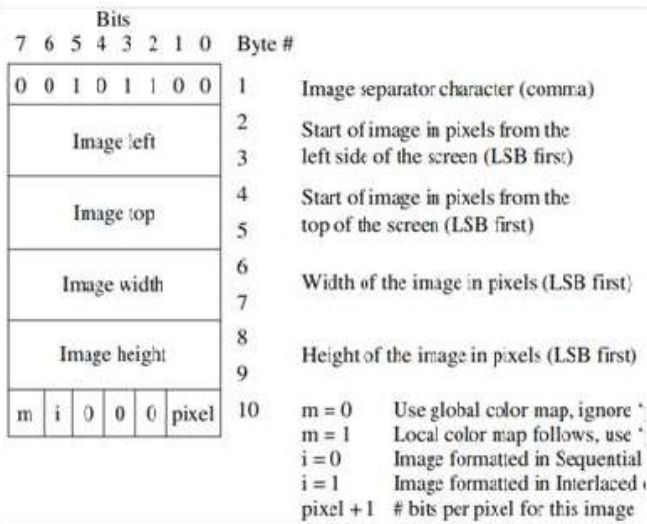 Bits
7 6 5 4 3 2 1 0 Byte #
0 0 1 0 1 1 0 0 1 Image separator character (comma)
Image left
2
3
Start of image in pixels from the
left side of the screen (LSB first)
Image top
4
5
Start of image in pixels from the
top of the screen (LSB first)
Image width
6
7
Width of the image in pixels (LSB first)
Image height
8
9
Height of the image in pixels (LSB first)
m i 0 0 0 pixel 10 m = 0 Use global color map, ignore '
m = 1 Local color map follows, use '
i = 0 Image formatted in Sequential
i = 1 Image formatted in Interlaced
pixel + 1 # bits per pixel for this image